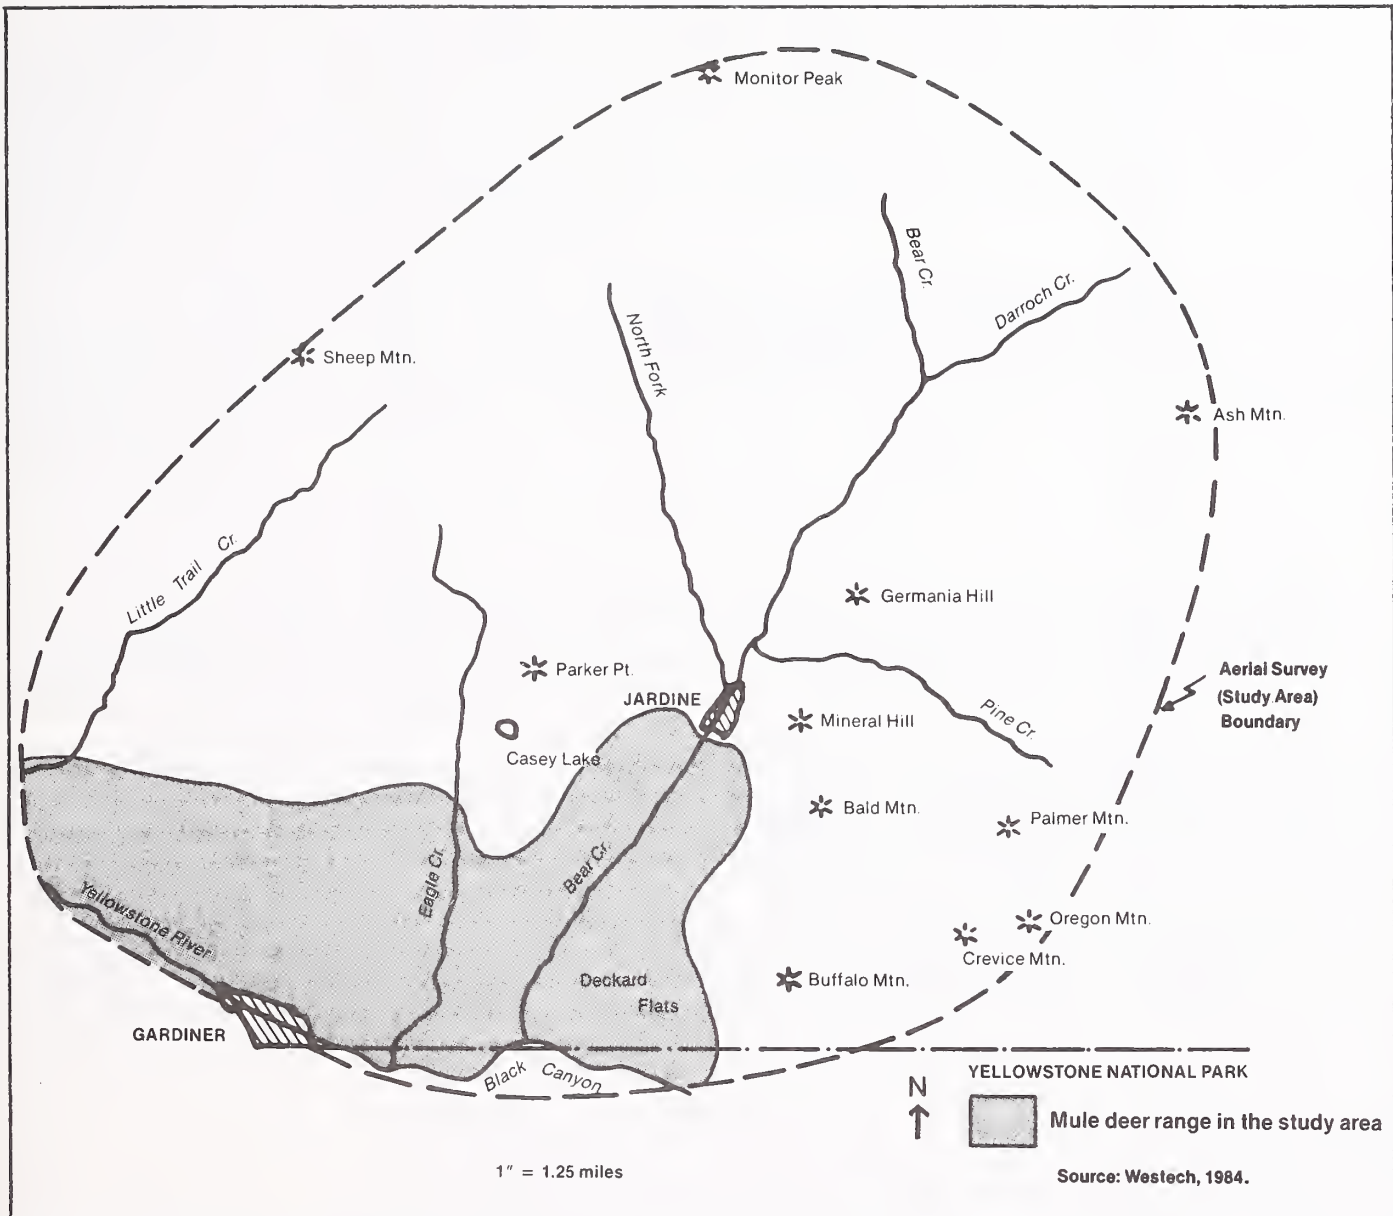 Monitor Peak
Bear Cr.
Darroch Cr.
North Fork
Sheep Mtn.
Ash Mtn.
Little Trail Cr.
Germania Hill
Parker Pt.
JARDINE
Aerial Survey
(Study Area)
Boundary
Mineral Hill
Pine Cr.
Casey Lake
Bald Mtn.
Palmer Mtn.
Eagle Cr.
Bear Cr.
Yellowstone River
Oregon Mtn.
Crevice Mtn.
Deckard
Flats
Buffalo Mtn.
GARDINER
Black Canyon
YELLOWSTONE NATIONAL PARK
N
Mule deer range in the study area
1" = 1.25 miles
Source: Westech, 1984.